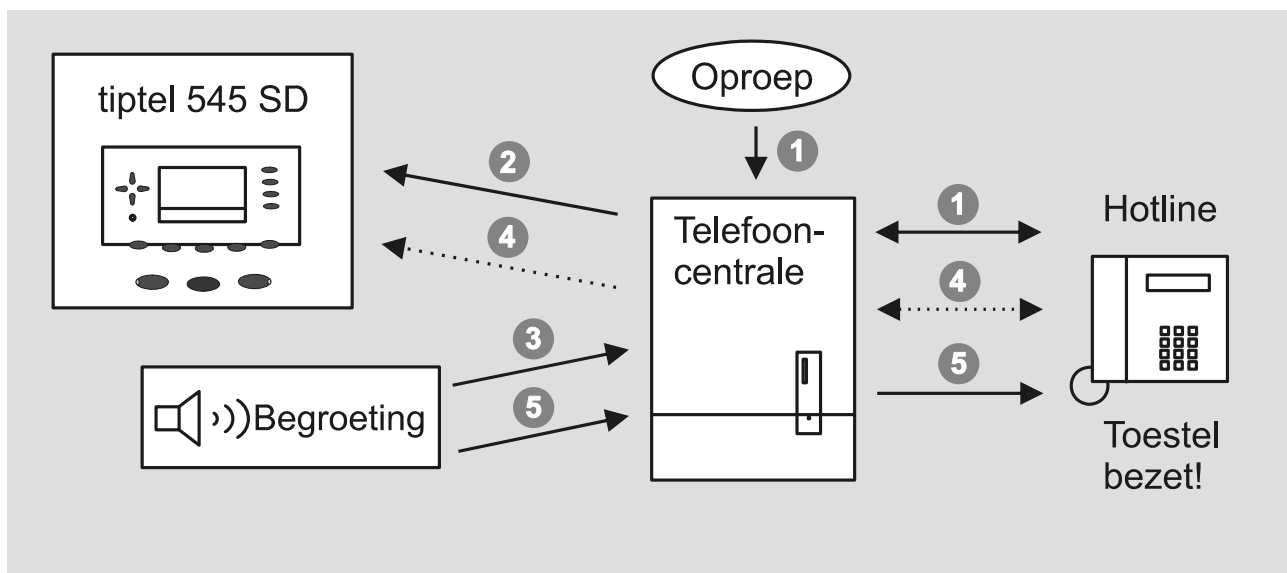 tiptel 545 SD
Oproep
1
2
Telefoon-
centrale
1
Hotline
4
4
3
5
5
Begroeting
Toestel
bezet!